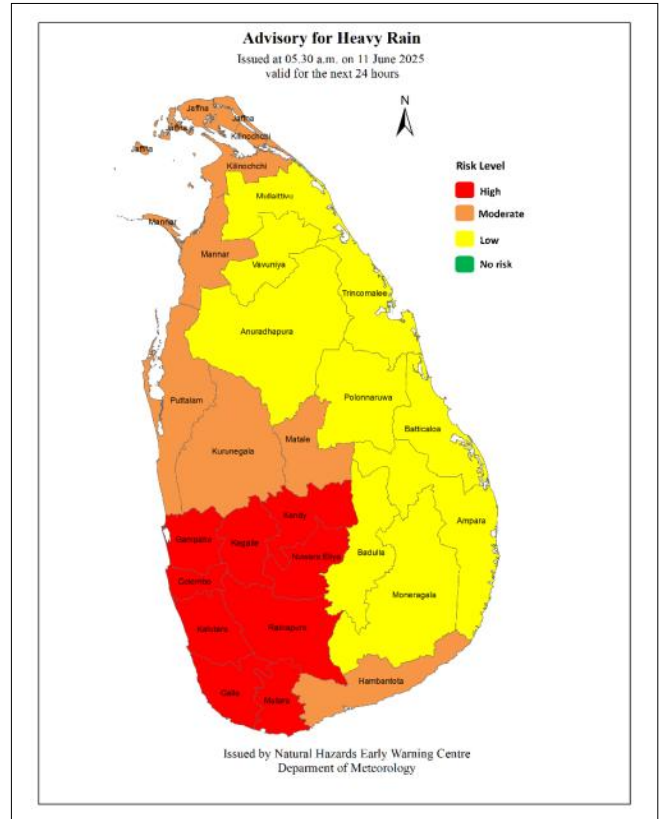 Advisory for Heavy Rain
Issued at 05.30 a.m. on 11 June 2025
valid for the next 24 hours
N
Jaffna
Jaffna
Jaffna
Kilinochchi
Jaffna
Kilinochchi
Risk Level
High
Moderate
Low
No risk
Mullaittivu
Mannar
Mannar
Vavuniya
Trincomalee
Anuradhapura
Polonnaruwa
Puttalam
Batticaloa
Matale
Kurunegala
Kandy
Ampara
Gampaha
Kegalle
Nuwara Eliya
Badulla
Colombo
Moneragala
Kalutara
Ratnapura
Hambantota
Galle
Matara
Issued by Natural Hazards Early Warning Centre
Deparment of Meteorology